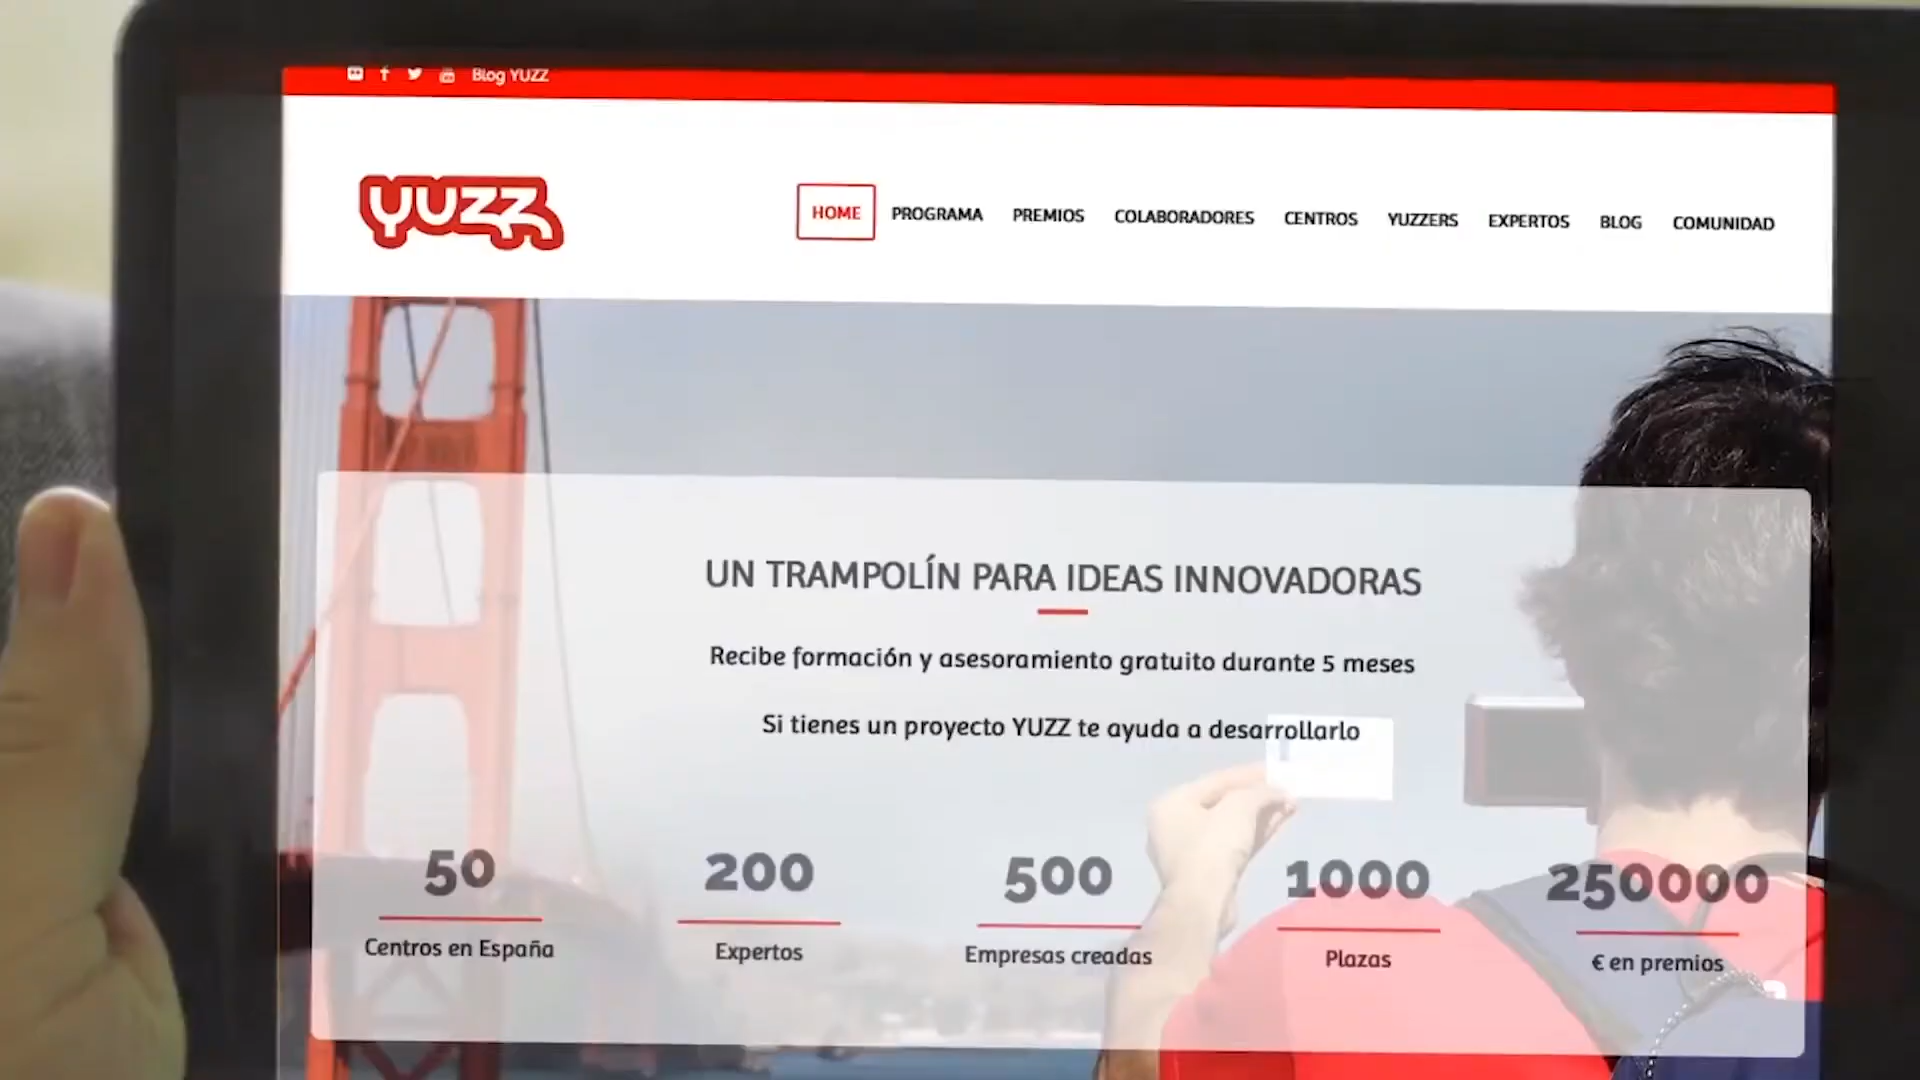 Blog YUZZ
YUZZ
HOME PROGRAMA PREMIOS COLABORADORES CENTROS YUZZERS EXPERTOS BLOG COMUNIDAD
UN TRAMPOLÍN PARA IDEAS INNOVADORAS
Recibe formación y asesoramiento gratuito durante 5 meses
Si tienes un proyecto YUZZ te ayuda a desarrollarlo
50 200 500 1000 250000
Centros en España Expertos Empresas creadas Plazas € en premios